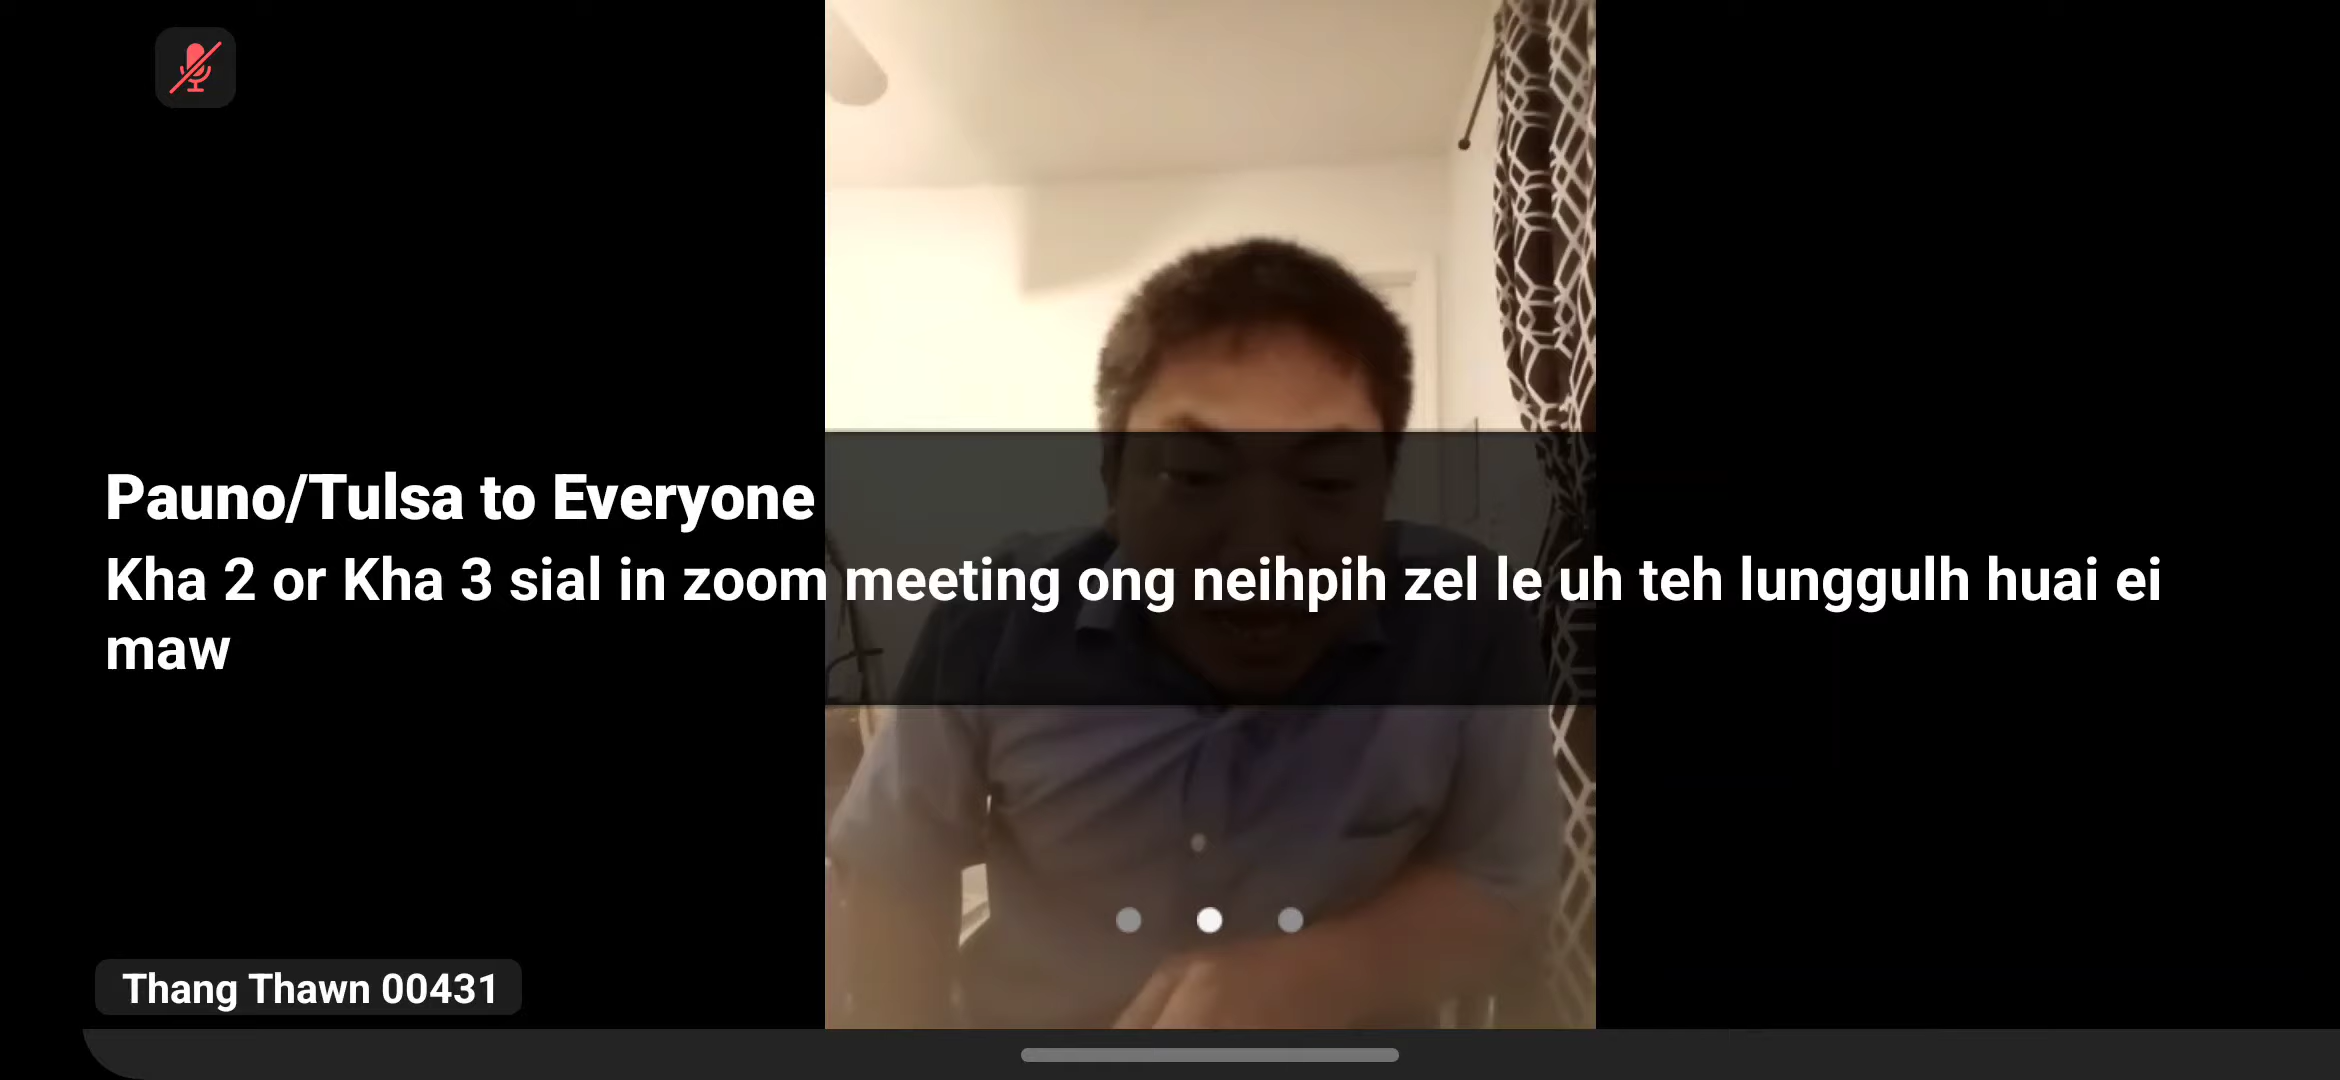 Pauno/Tulsa to Everyone
Kha 2 or Kha 3 sial in zoom meeting ong neihpih zel le uh teh lunggulh huai ei
maw
Thang Thawn 00431